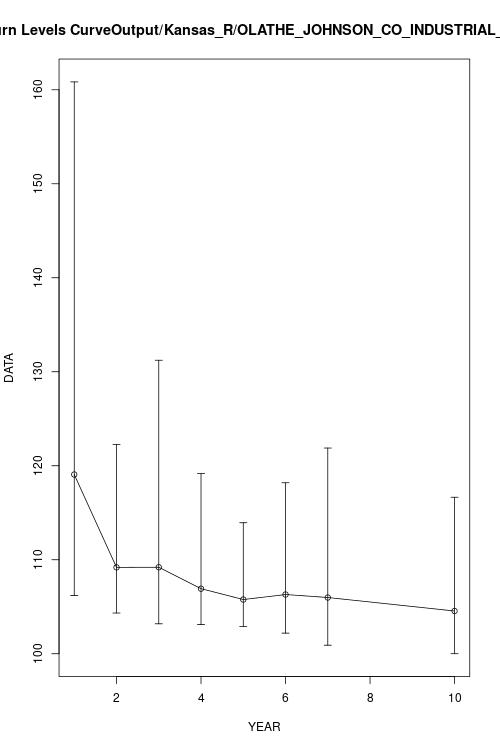 urn Levels CurveOutput/Kansas_R/OLATHE_JOHNSON_CO_INDUSTRIAL_
160
150
140
130
120
110
100
DATA
2 4 6 8 10
YEAR